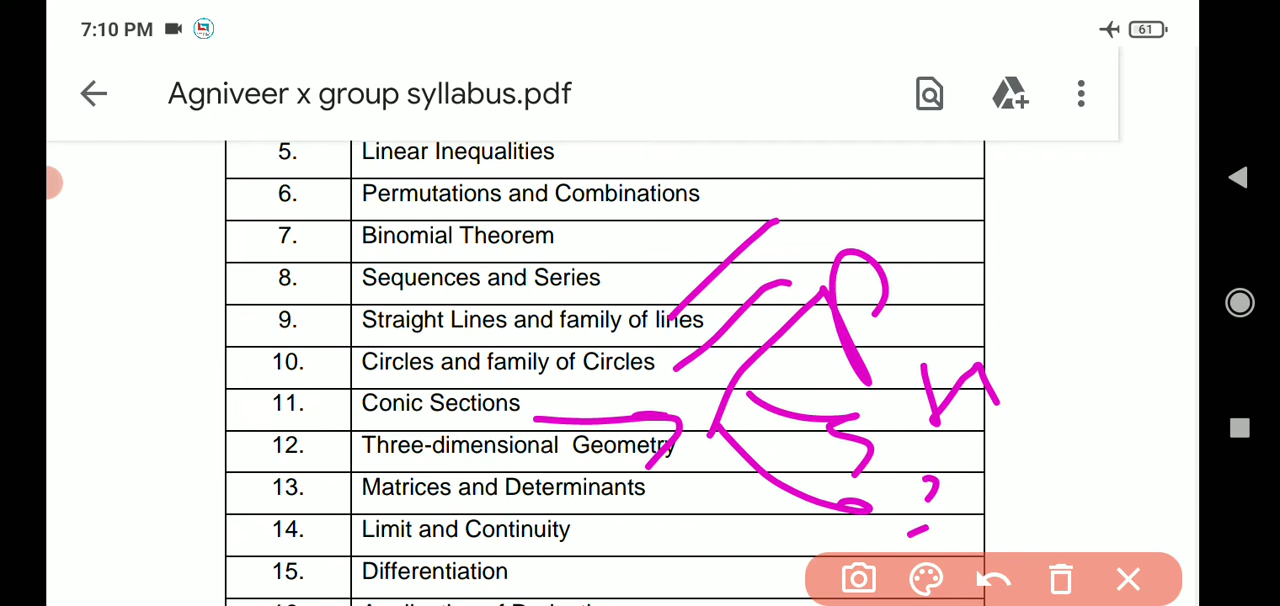 7:10 PM 61
Agniveer x group syllabus.pdf
5. Linear Inequalities
6. Permutations and Combinations
7. Binomial Theorem
8. Sequences and Series
9. Straight Lines and family of lines
10. Circles and family of Circles
11. Conic Sections
12. Three-dimensional Geometry
13. Matrices and Determinants
14. Limit and Continuity
15. Differentiation